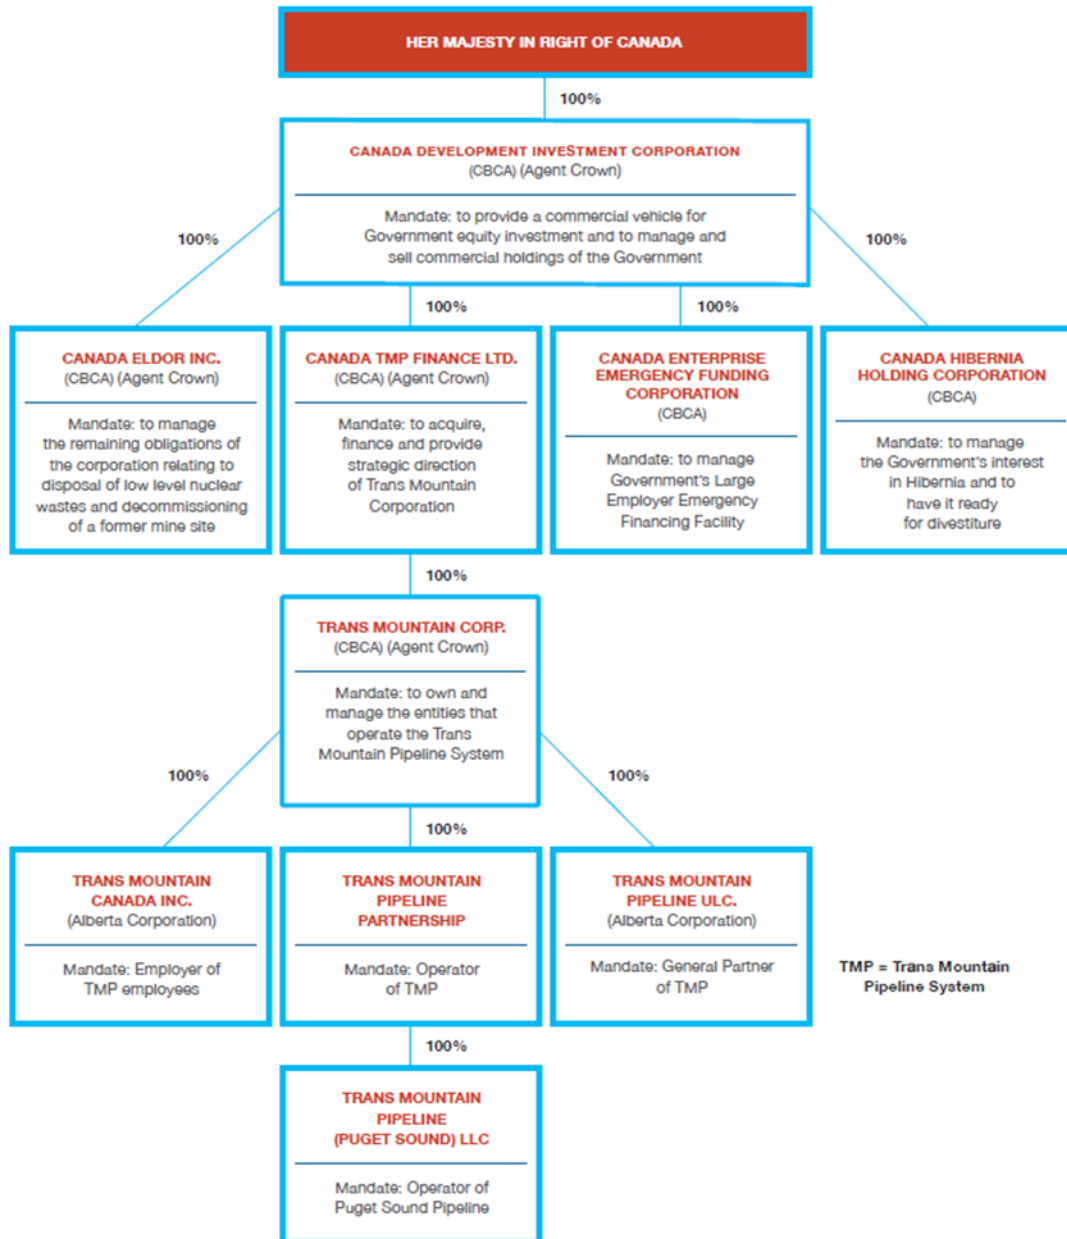 HER MAJESTY IN RIGHT OF CANADA
100%
CANADA DEVELOPMENT INVESTMENT CORPORATION
(CBCA) (Agent Crown)
Mandate: to provide a commercial vehicle for
Government equity investment and to manage and
sell commercial holdings of the Government
100%
100%
100%
100%
CANADA ELDOR INC.
(CBCA) (Agent Crown)
Mandate: to manage
the remaining obligations of
the corporation relating to
disposal of low level nuclear
wastes and decommissioning
of a former mine site
CANADA TMP FINANCE LTD.
(CBCA) (Agent Crown)
Mandate: to acquire,
finance and provide
strategic direction
of Trans Mountain
Corporation
CANADA ENTERPRISE
EMERGENCY FUNDING
CORPORATION
(CBCA)
Mandate: to manage
Government's Large
Employer Emergency
Financing Facility
CANADA HIBERNIA
HOLDING CORPORATION
(CBCA)
Mandate: to manage
the Government's interest
in Hibernia and to
have it ready
for divestiture
100%
TRANS MOUNTAIN CORP.
(CBCA) (Agent Crown)
Mandate: to own and
manage the entities that
operate the Trans
Mountain Pipeline System
100%
100%
100%
TRANS MOUNTAIN
CANADA INC.
(Alberta Corporation)
Mandate: Employer of
TMP employees
TRANS MOUNTAIN
PIPELINE
PARTNERSHIP
Mandate: Operator
of TMP
TRANS MOUNTAIN
PIPELINE ULC.
(Alberta Corporation)
Mandate: General Partner
of TMP
TMP = Trans Mountain
Pipeline System
100%
TRANS MOUNTAIN
PIPELINE
(PUGET SOUND) LLC
Mandate: Operator of
Puget Sound Pipeline